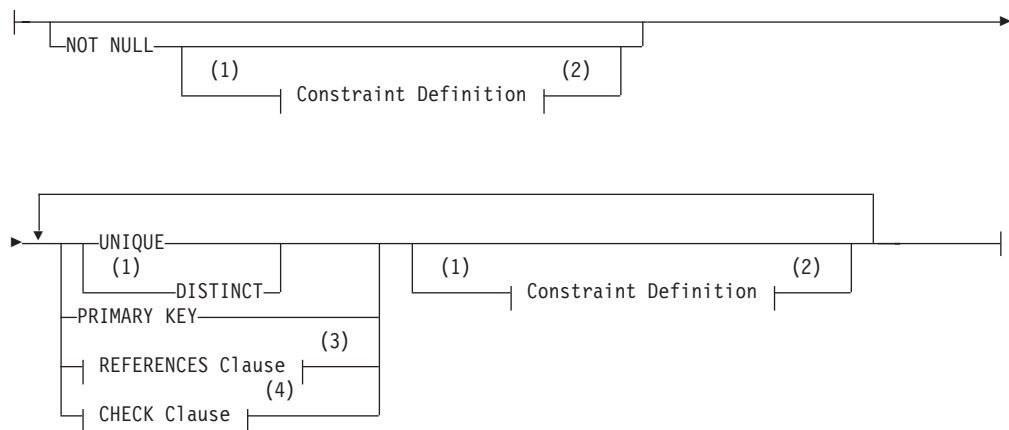 NOT NULL
(1) (2)
Constraint Definition
UNIQUE
(1) (1) (2)
DISTINCT Constraint Definition
PRIMARY KEY
(3)
REFERENCES Clause
(4)
CHECK Clause